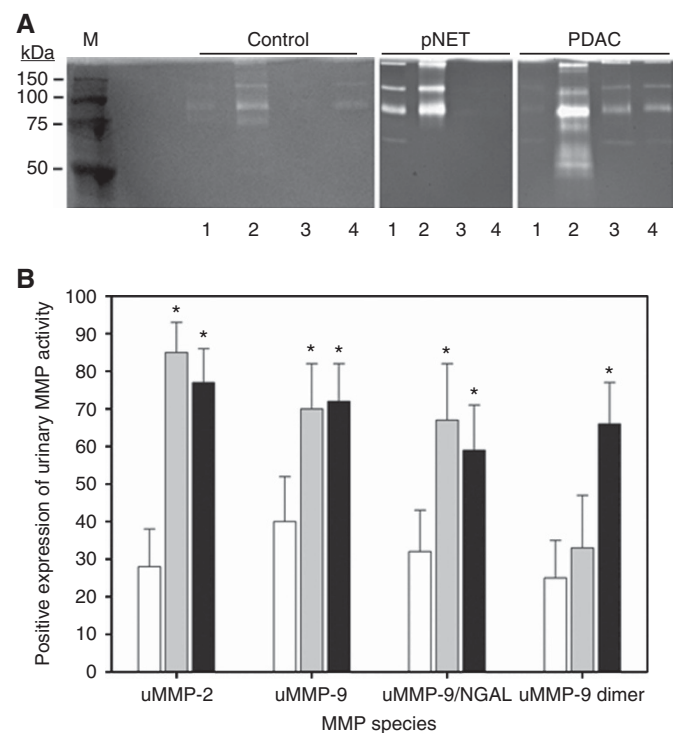 A
kDa M Control pNET PDAC
150
100
75
50
1 2 3 4 1 2 3 4 1 2 3 4
B
Positive expression of urinary MMP activity
100
90
80
70
60
50
40
30
20
10
0
* * * * * * *
uMMP-2 uMMP-9 uMMP-9/NGAL uMMP-9 dimer
MMP species